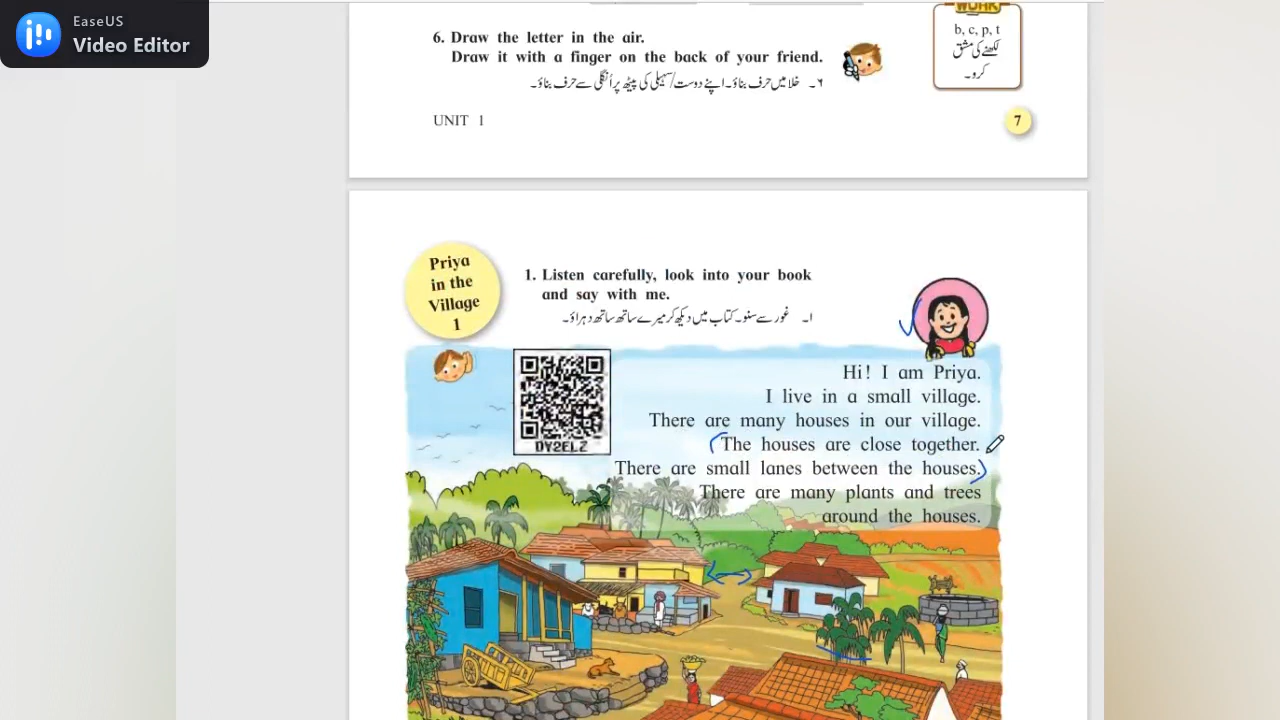 EaseUS
Video Editor
6. Draw the letter in the air.
Draw it with a finger on the back of your friend.
۶۔ خلا میں حرف بناؤ۔ اپنے دوست/سہیلی کی پیٹھ پر اُنگلی سے حرف بناؤ۔
WORK
b, c, p, t
لکھنے کی مشق
کرو۔
UNIT 1
7
Priya
in the
Village
1
1. Listen carefully, look into your book
and say with me.
۱۔ غور سے سنو۔ کتاب میں دیکھ کر میرے ساتھ ساتھ دہراؤ۔
DY2ELZ
Hi! I am Priya.
I live in a small village.
There are many houses in our village.
The houses are close together.
There are small lanes between the houses.
There are many plants and trees
around the houses.